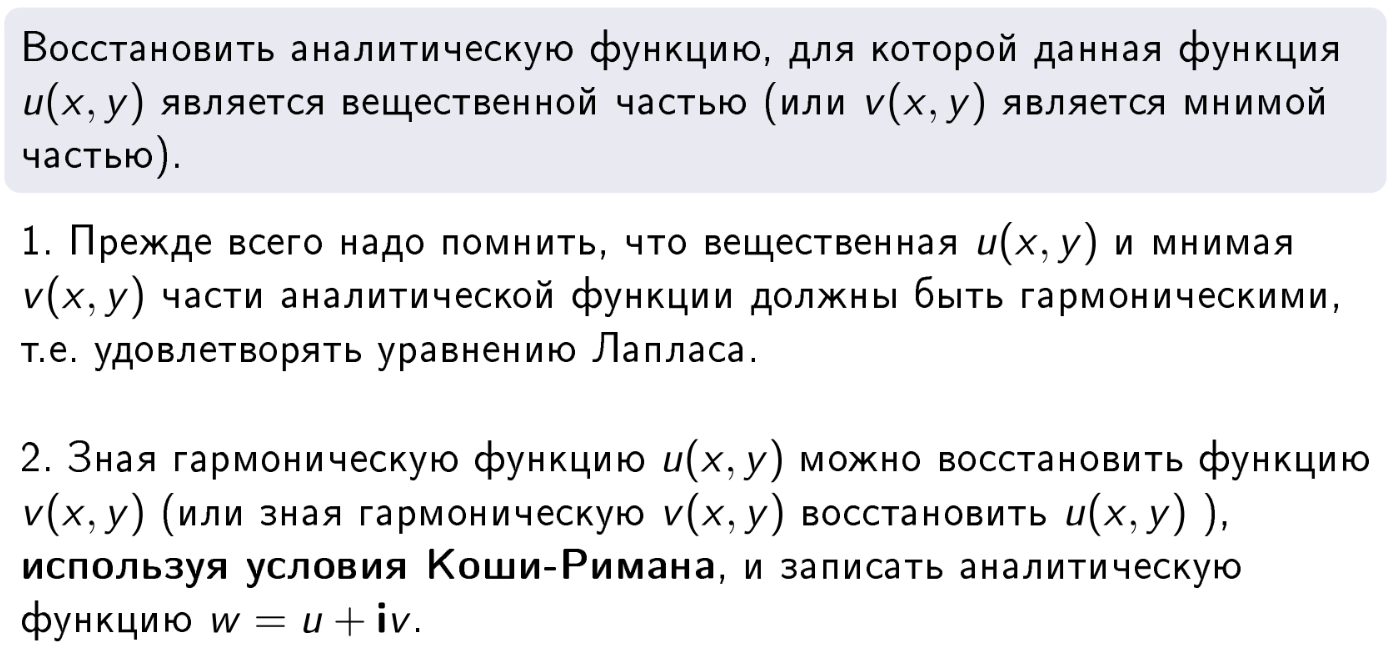 Восстановить аналитическую функцию, для которой данная функция
u(x, y) является вещественной частью (или v(x, y) является мнимой
частью).
1. Прежде всего надо помнить, что вещественная u(x, y) и мнимая
v(x, y) части аналитической функции должны быть гармоническими,
т.е. удовлетворять уравнению Лапласа.
2. Зная гармоническую функцию u(x, y) можно восстановить функцию
v(x, y) (или зная гармоническую v(x, y) восстановить u(x, y) ),
используя условия Коши-Римана, и записать аналитическую
функцию w = u + iv.